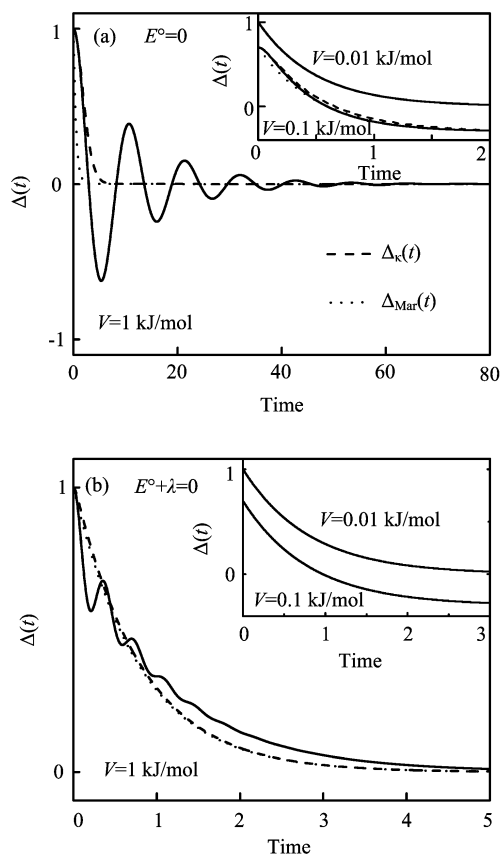 (a) E°=0
Δ(t)
1
0
-1
0 20 40 60 80
Time
V=1 kJ/mol
Δκ(t)
ΔMar(t)
Δ(t)
1
0
V=0.01 kJ/mol
V=0.1 kJ/mol
0 1 2
Time
(b) E°+λ=0
Δ(t)
1
0
V=1 kJ/mol
0 1 2 3 4 5
Time
Δ(t)
1
0
V=0.01 kJ/mol
V=0.1 kJ/mol
0 1 2 3
Time